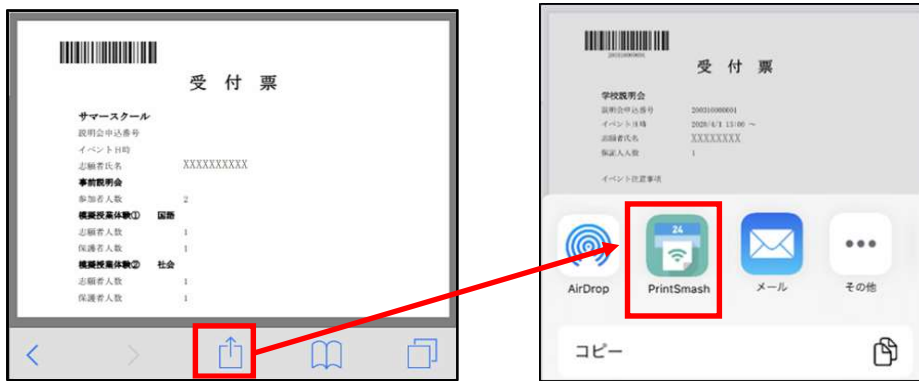 受 付 票
サマースクール
説明会申込番号
イベント日時
志願者氏名 XXXXXXXXXX
事前説明会
参加者人数 2
模擬授業体験① 国語
志願者人数 1
保護者人数 1
模擬授業体験② 社会
志願者人数 1
保護者人数 1
200310000001
受 付 票
学校説明会
説明会申込番号 200310000001
イベント日時 2020/4/1 13:00 ～
志願者氏名 XXXXXXXX
保証人人数 1
イベント注意事項
24
AirDrop
PrintSmash
メール
その他
コピー